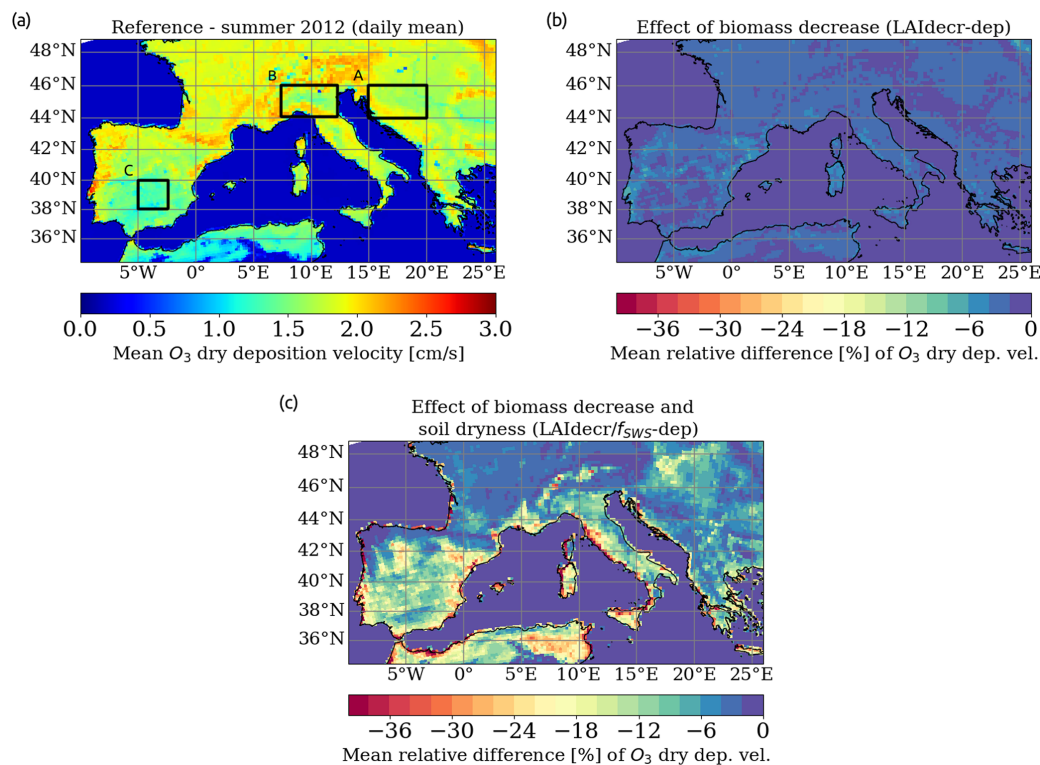 (a)
Reference - summer 2012 (daily mean)
B
A
C
48°N
46°N
44°N
42°N
40°N
38°N
36°N
5°W 0° 5°E 10°E 15°E 20°E 25°E
0.0 0.5 1.0 1.5 2.0 2.5 3.0
Mean O₃ dry deposition velocity [cm/s]
(b)
Effect of biomass decrease (LAIdecr-dep)
48°N
46°N
44°N
42°N
40°N
38°N
36°N
5°W 0° 5°E 10°E 15°E 20°E 25°E
−36 −30 −24 −18 −12 −6 0
Mean relative difference [%] of O₃ dry dep. vel.
(c)
Effect of biomass decrease and
soil dryness (LAIdecr/f_SWS-dep)
48°N
46°N
44°N
42°N
40°N
38°N
36°N
5°W 0° 5°E 10°E 15°E 20°E 25°E
−36 −30 −24 −18 −12 −6 0
Mean relative difference [%] of O₃ dry dep. vel.